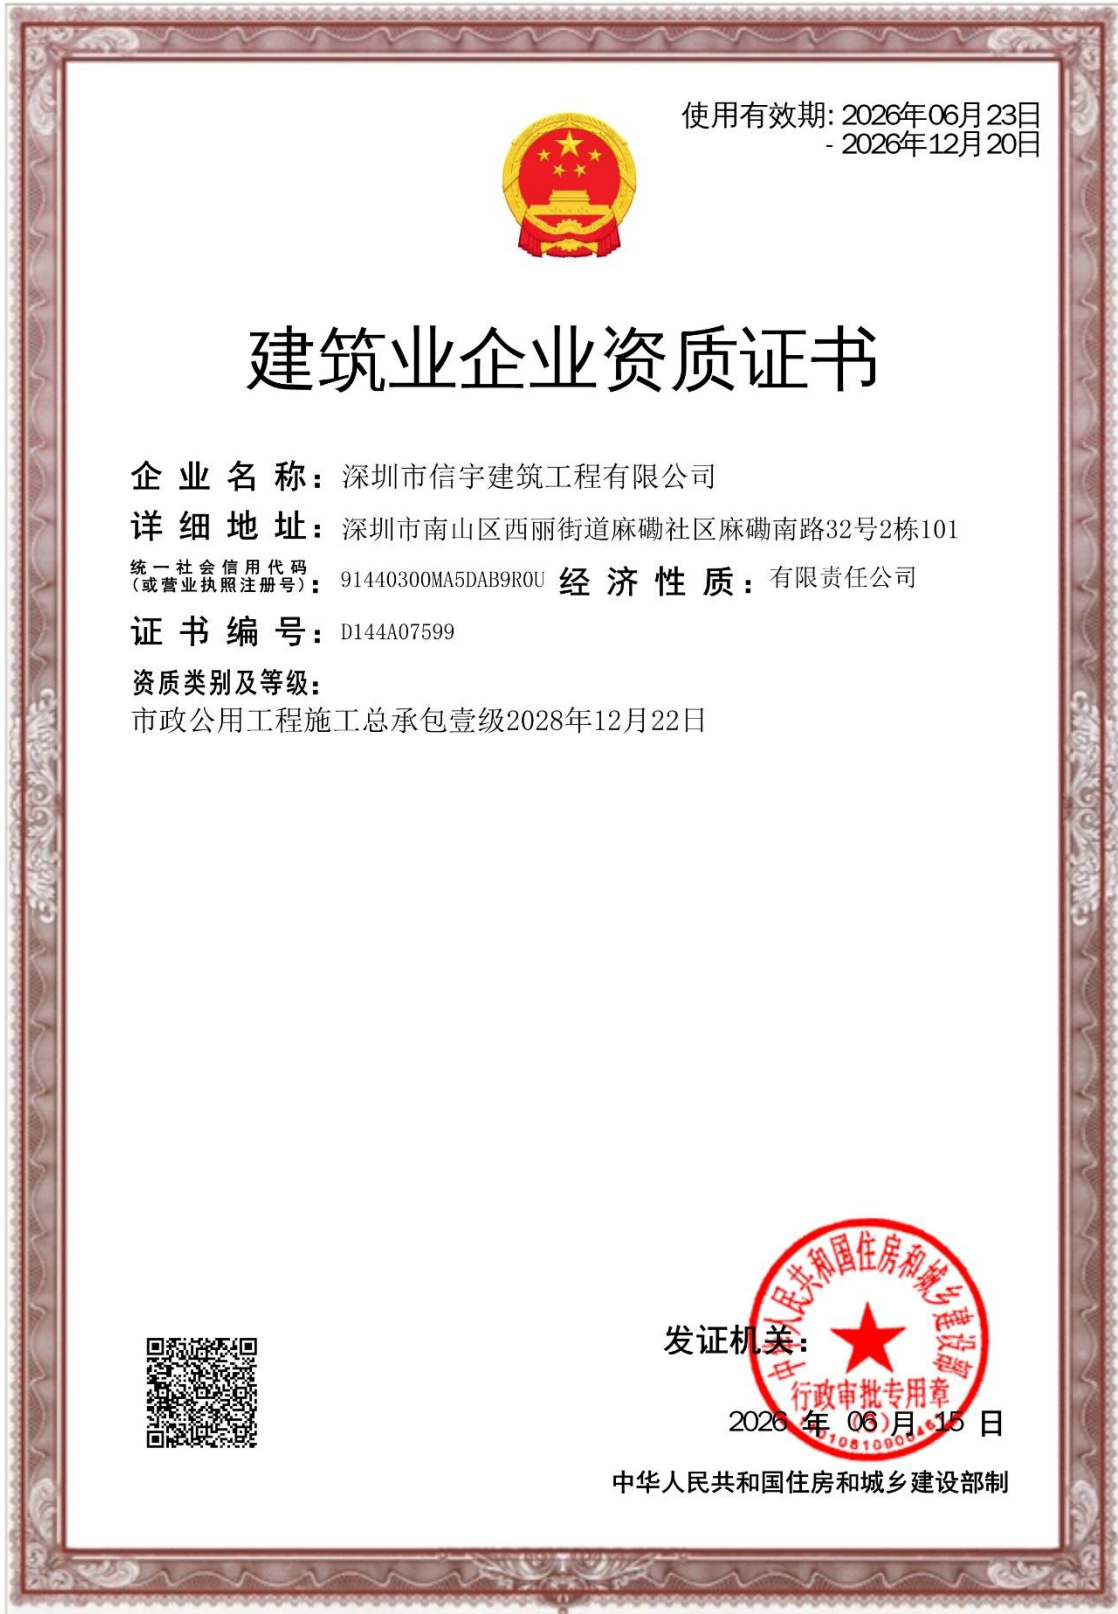 使用有效期: 2026年06月23日
- 2026年12月20日
建筑业企业资质证书
企业名称：深圳市信宇建筑工程有限公司
详细地址：深圳市南山区西丽街道麻磡社区麻磡南路32号2栋101
统一社会信用代码
(或营业执照注册号)：91440300MA5DAB9R0U 经济性质：有限责任公司
证书编号：D144A07599
资质类别及等级：
市政公用工程施工总承包壹级2028年12月22日
中华人民共和国住房和城乡建设部
发证机关：
行政审批专用章
2026 年 06 月 15 日
中华人民共和国住房和城乡建设部制